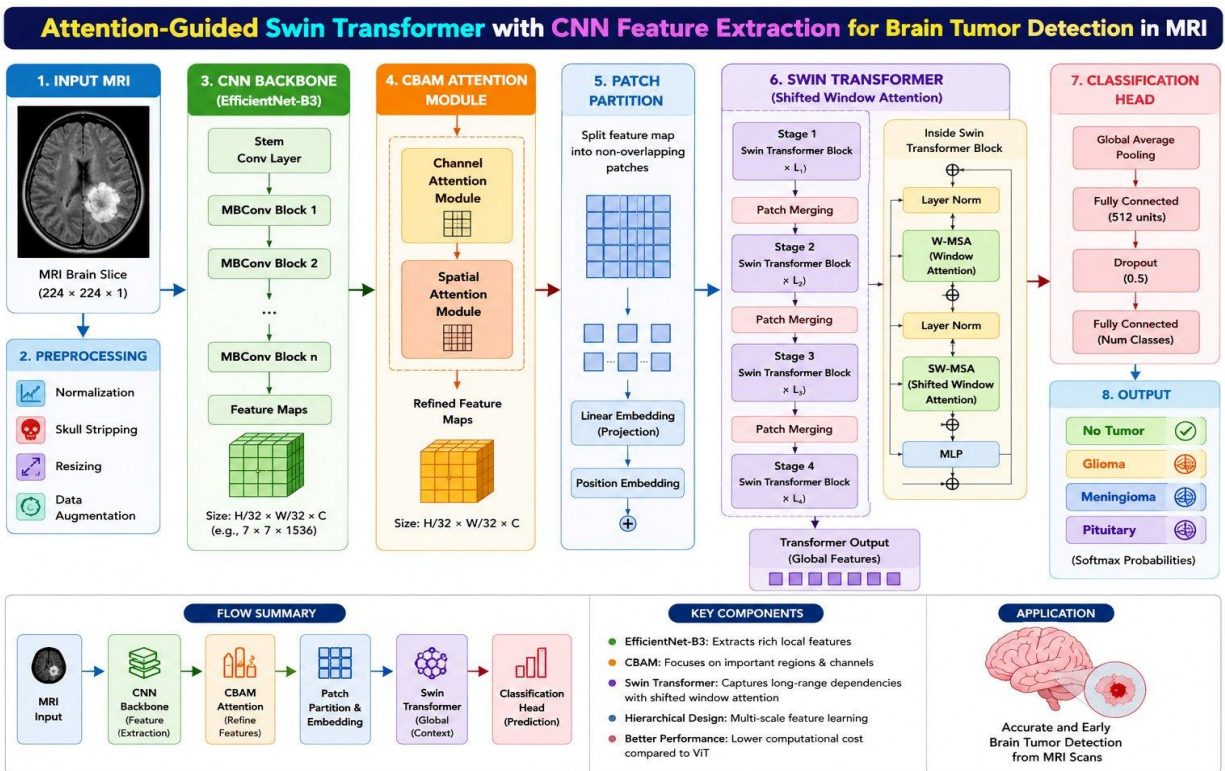 Attention-Guided Swin Transformer with CNN Feature Extraction for Brain Tumor Detection in MRI
1. INPUT MRI
MRI Brain Slice
(224 × 224 × 1)
2. PREPROCESSING
Normalization
Skull Stripping
Resizing
Data
Augmentation
3. CNN BACKBONE
(EfficientNet-B3)
Stem
Conv Layer
MBConv Block 1
MBConv Block 2
...
MBConv Block n
Feature Maps
Size: H/32 × W/32 × C
(e.g., 7 × 7 × 1536)
4. CBAM ATTENTION
MODULE
Channel
Attention
Module
Spatial
Attention
Module
Refined Feature
Maps
Size: H/32 × W/32 × C
5. PATCH
PARTITION
Split feature map
into non-overlapping
patches
... ...
Linear Embedding
(Projection)
Position Embedding
6. SWIN TRANSFORMER
(Shifted Window Attention)
Stage 1
Swin Transformer Block
× L₁)
Patch Merging
Stage 2
Swin Transformer Block
× L₂)
Patch Merging
Stage 3
Swin Transformer Block
× L₃)
Patch Merging
Stage 4
Swin Transformer Block
× L₄)
Transformer Output
(Global Features)
Inside Swin
Transformer Block
Layer Norm
W-MSA
(Window
Attention)
Layer Norm
SW-MSA
(Shifted Window
Attention)
MLP
7. CLASSIFICATION
HEAD
Global Average
Pooling
Fully Connected
(512 units)
Dropout
(0.5)
Fully Connected
(Num Classes)
8. OUTPUT
No Tumor
Glioma
Meningioma
Pituitary
(Softmax Probabilities)
FLOW SUMMARY
MRI
Input
CNN
Backbone
(Feature
(Extraction)
CBAM
Attention
(Refine
Features)
Patch
Partition
& Embedding
Swin
Transformer
(Global
(Context)
Classification
Head
(Prediction)
KEY COMPONENTS
EfficientNet-B3: Extracts rich local features
CBAM: Focuses on important regions & channels
Swin Transformer: Captures long-range dependencies
with shifted window attention
Hierarchical Design: Multi-scale feature learning
Better Performance: Lower computational cost
compared to ViT
APPLICATION
Accurate and Early
Brain Tumor Detection
from MRI Scans